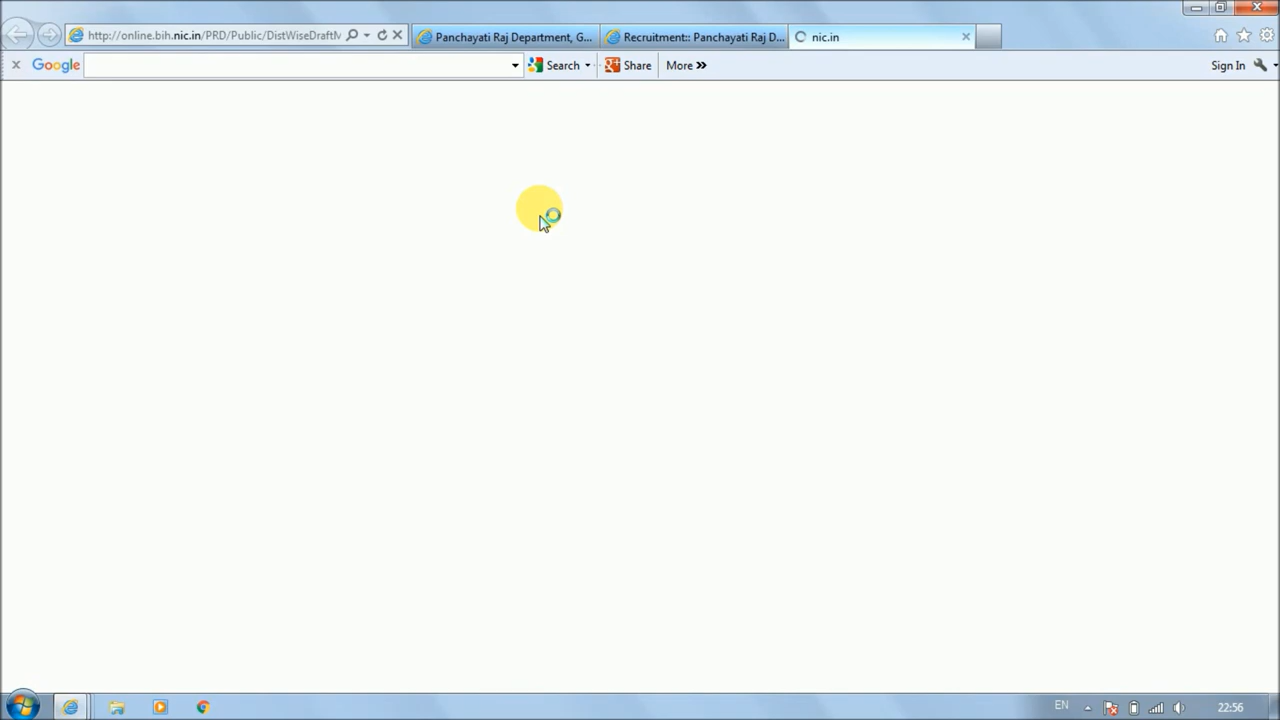 http://online.bih.nic.in/PRD/Public/DistWiseDraftM
Panchayati Raj Department, G...
Recruitment:: Panchayati Raj D...
nic.in
Google
Search
Share
More »
Sign In
EN
22:56